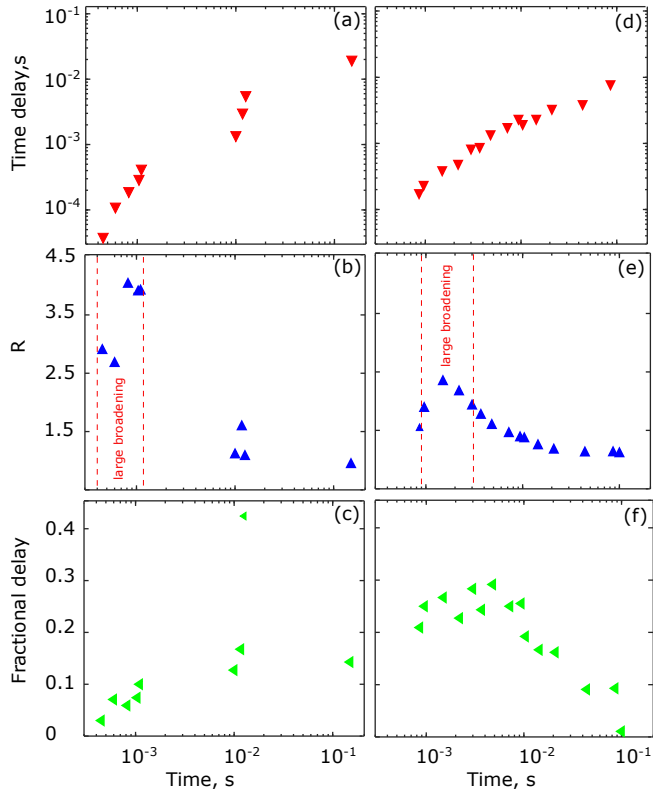 (a)
(d)
Time delay,s
10⁻¹
10⁻²
10⁻³
10⁻⁴
(b)
(e)
R
4.5
3.5
2.5
1.5
large broadening
large broadening
(c)
(f)
Fractional delay
0.4
0.3
0.2
0.1
0
10⁻³
10⁻²
10⁻¹
10⁻³
10⁻²
10⁻¹
Time, s
Time, s